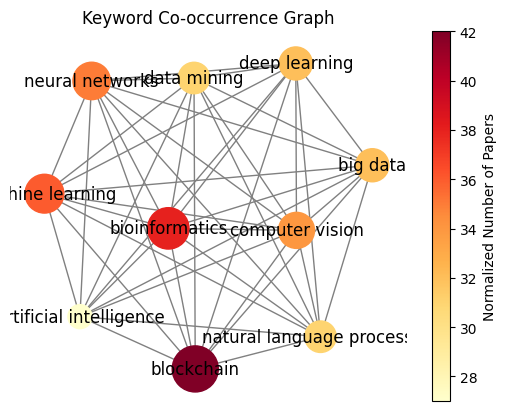 Keyword Co-occurrence Graph
deep learning
data mining
neural networks
big data
hine learning
bioinformatics
computer vision
rtificial intelligence
natural language process
blockchain
42
40
38
36
34
32
30
28
Normalized Number of Papers